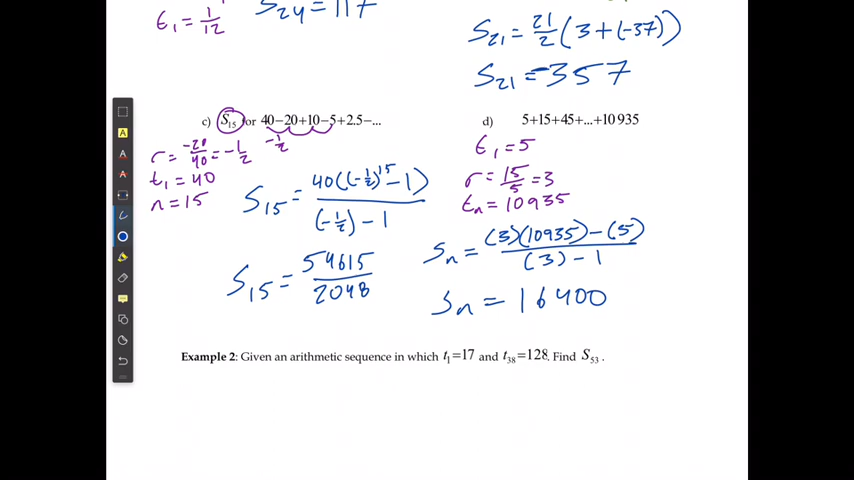 t₁ = 1/12
S₂₄ = 117
S₂₁ = 21/2 (3 + (-37))
S₂₁ = -357
c) S₁₅ for 40−20+10−5+2.5−...
-1/2
r = -20/40 = -1/2
t₁ = 40
n = 15
S₁₅ = 40((-1/2)^15 - 1) / (-1/2) - 1
S₁₅ = 54615/2048
d) 5+15+45+...+10 935
t₁ = 5
r = 15/5 = 3
tₙ = 10935
Sₙ = (3)(10935) - (5) / (3) - 1
Sₙ = 16400
Example 2: Given an arithmetic sequence in which t₁=17 and t₃₈=128. Find S₅₃.